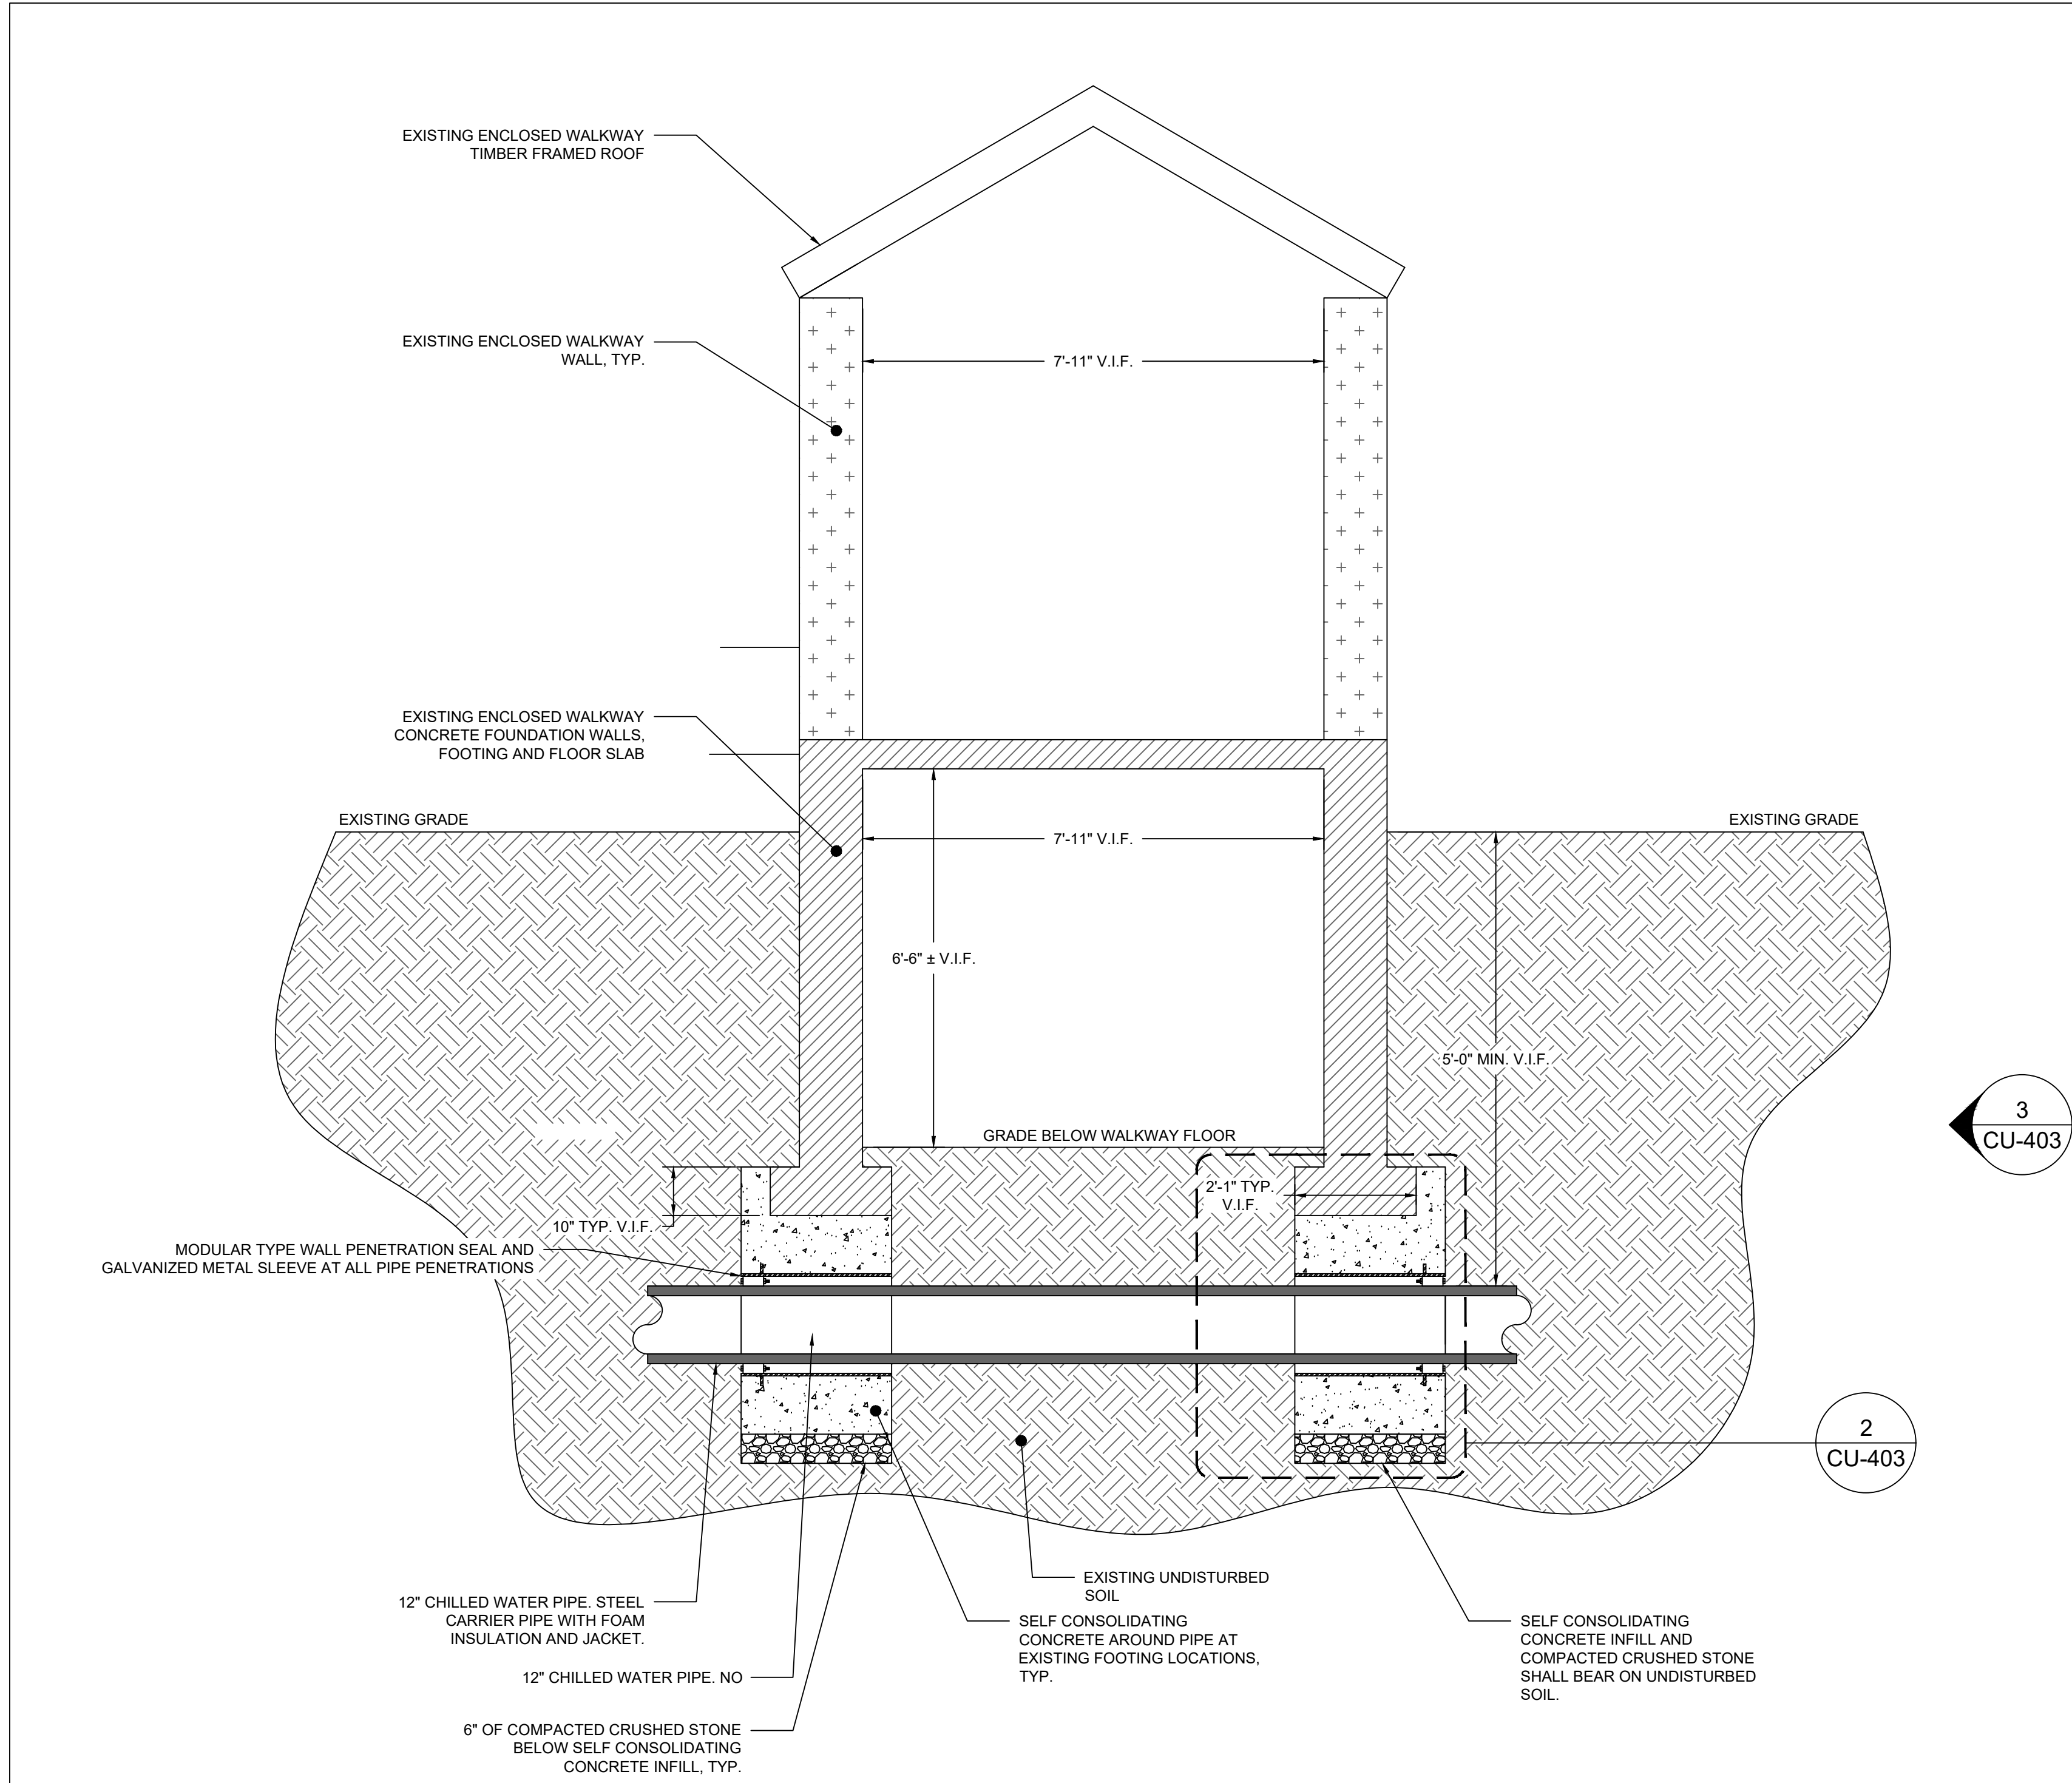 EXISTING ENCLOSED WALKWAY
TIMBER FRAMED ROOF
EXISTING ENCLOSED WALKWAY
WALL, TYP.
7'-11" V.I.F.
EXISTING ENCLOSED WALKWAY
CONCRETE FOUNDATION WALLS,
FOOTING AND FLOOR SLAB
EXISTING GRADE
EXISTING GRADE
7'-11" V.I.F.
6'-6" ± V.I.F.
5'-0" MIN. V.I.F.
3
CU-403
GRADE BELOW WALKWAY FLOOR
2'-1" TYP.
V.I.F.
10" TYP. V.I.F.
MODULAR TYPE WALL PENETRATION SEAL AND
GALVANIZED METAL SLEEVE AT ALL PIPE PENETRATIONS
2
CU-403
12" CHILLED WATER PIPE. STEEL
CARRIER PIPE WITH FOAM
INSULATION AND JACKET.
12" CHILLED WATER PIPE. NO
6" OF COMPACTED CRUSHED STONE
BELOW SELF CONSOLIDATING
CONCRETE INFILL, TYP.
EXISTING UNDISTURBED
SOIL
SELF CONSOLIDATING
CONCRETE AROUND PIPE AT
EXISTING FOOTING LOCATIONS,
TYP.
SELF CONSOLIDATING
CONCRETE INFILL AND
COMPACTED CRUSHED STONE
SHALL BEAR ON UNDISTURBED
SOIL.